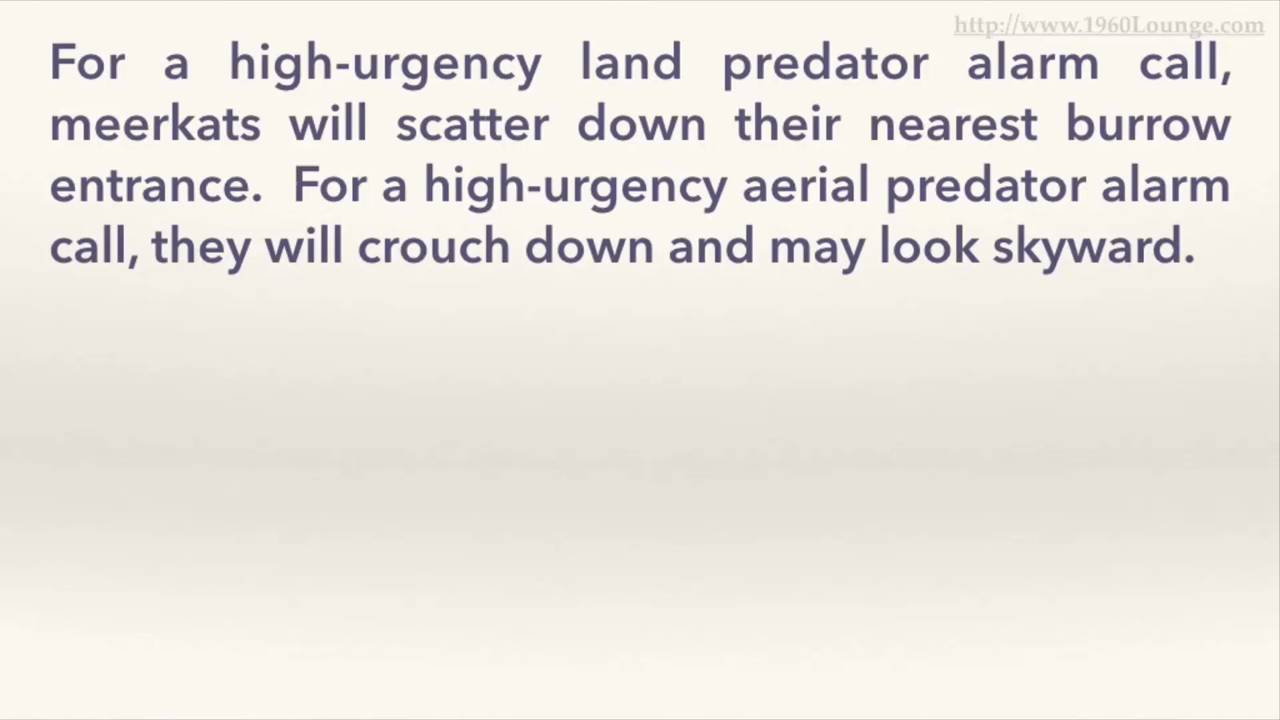 http://www.1960Lounge.com
For a high-urgency land predator alarm call,
meerkats will scatter down their nearest burrow
entrance.  For a high-urgency aerial predator alarm
call, they will crouch down and may look skyward.